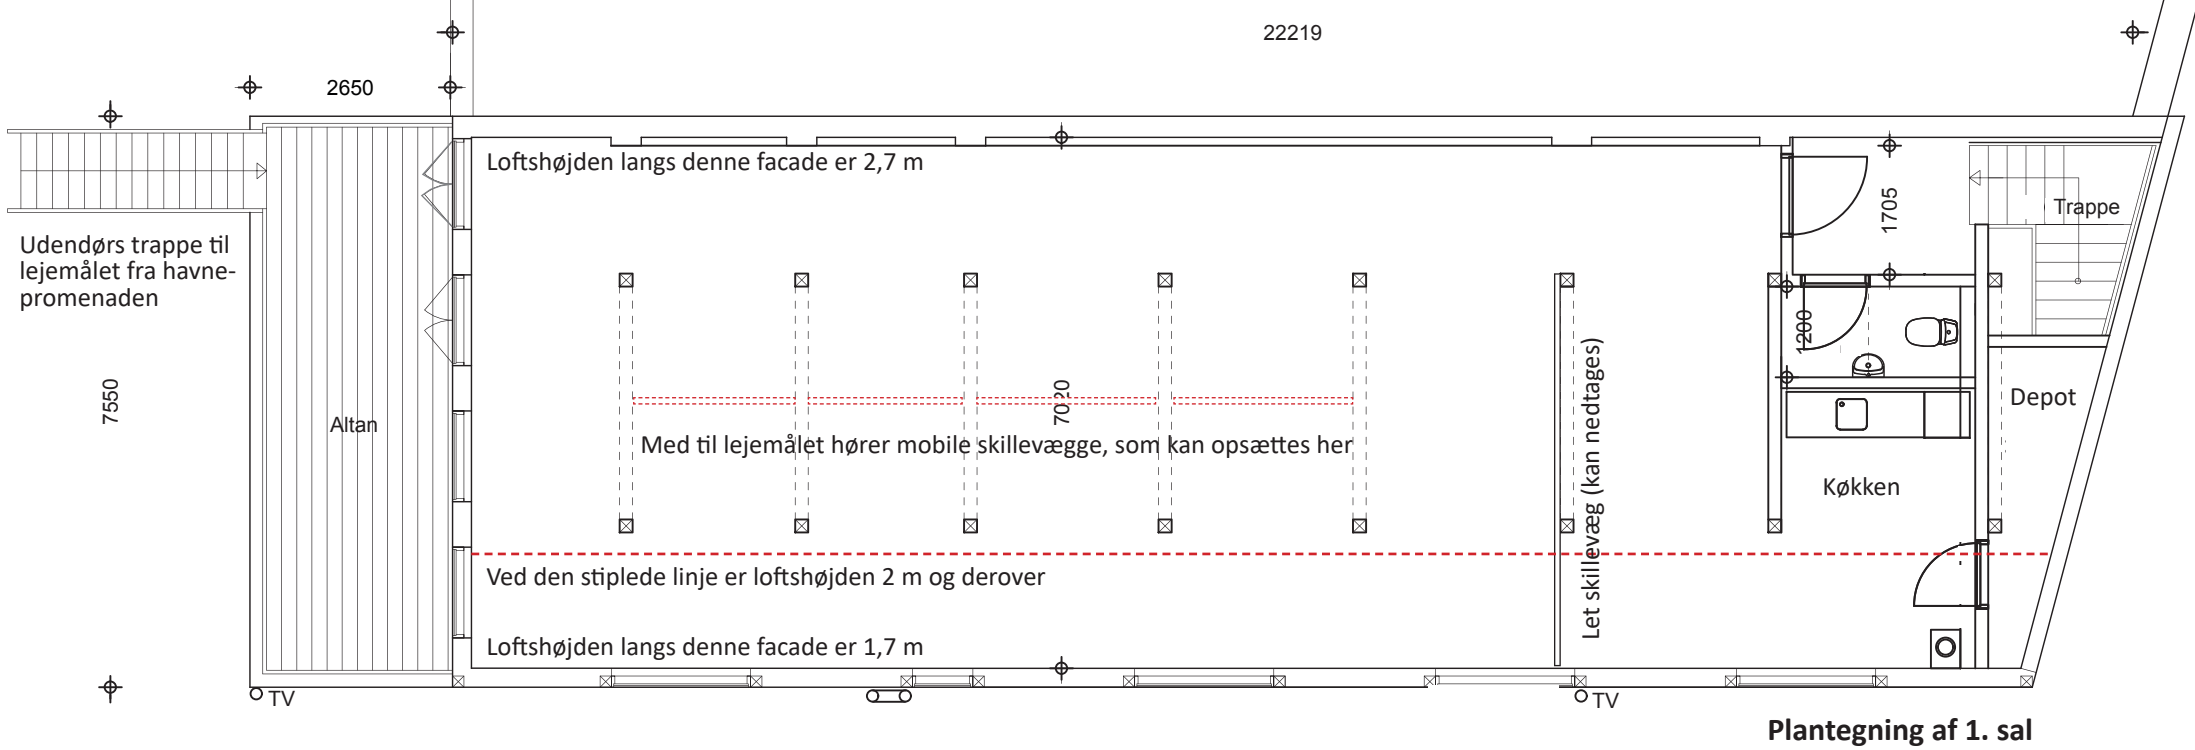 22219
2650
Loftshøjden langs denne facade er 2,7 m
1705
Trappe
Udendørs trappe til
lejemålet fra havne-
promenaden
1200
7550
Altan
7020
Let skillevæg (kan nedtages)
Depot
Med til lejemålet hører mobile skillevægge, som kan opsættes her
Køkken
Ved den stiplede linje er loftshøjden 2 m og derover
Loftshøjden langs denne facade er 1,7 m
TV
TV
Plantegning af 1. sal